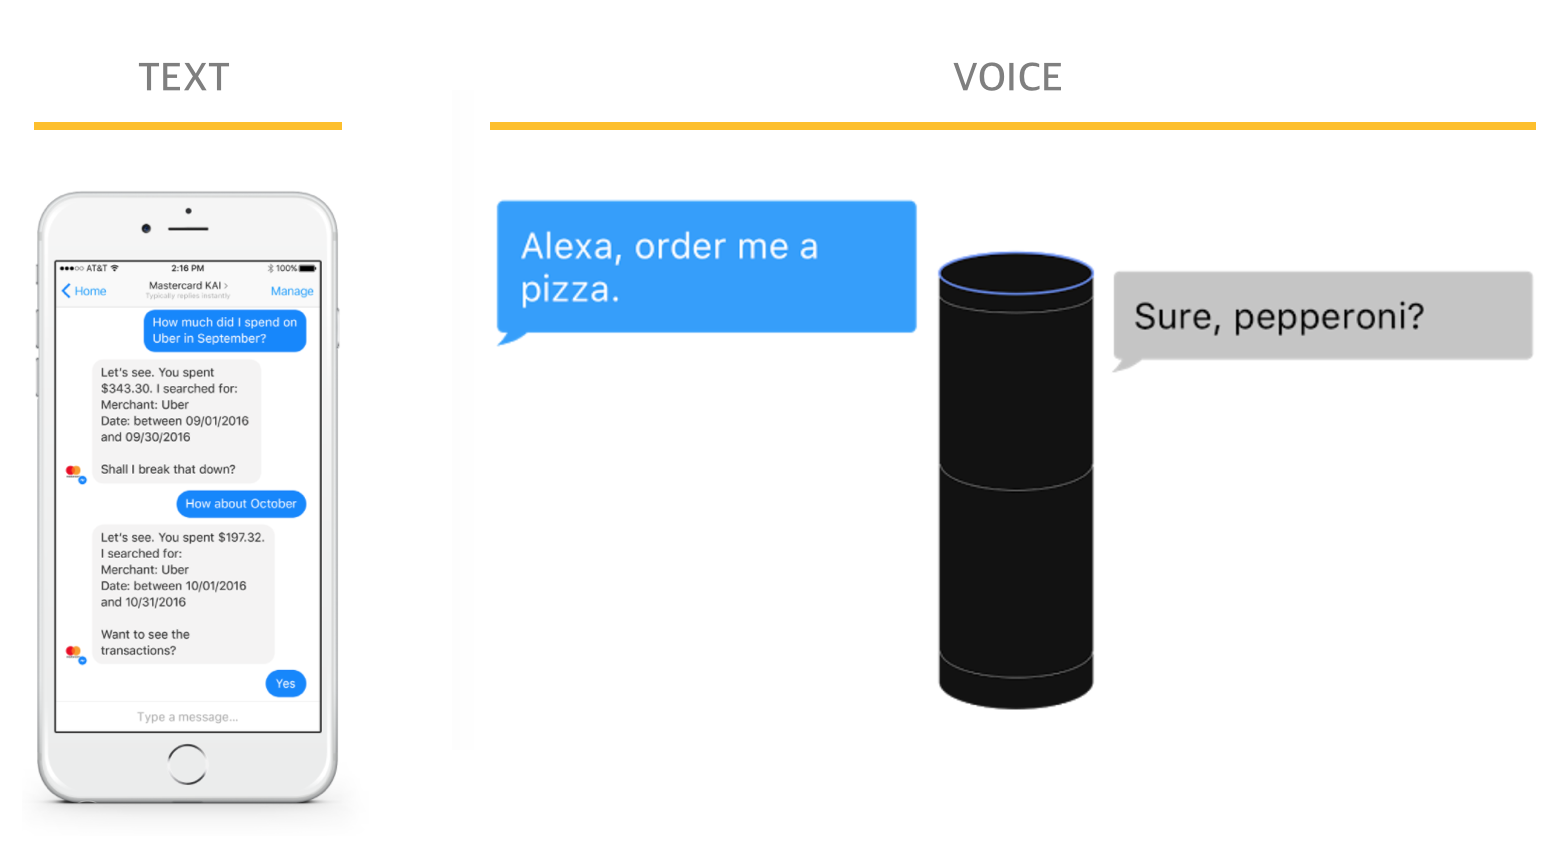 TEXT
VOICE
●●●○○ AT&T
2:16 PM
100%
Home
Mastercard KAI >
Typically replies instantly
Manage
How much did I spend on
Uber in September?
Let's see. You spent
$343.30. I searched for:
Merchant: Uber
Date: between 09/01/2016
and 09/30/2016
Shall I break that down?
How about October
Let's see. You spent $197.32.
I searched for:
Merchant: Uber
Date: between 10/01/2016
and 10/31/2016
Want to see the
transactions?
Yes
Type a message...
Alexa, order me a
pizza.
Sure, pepperoni?